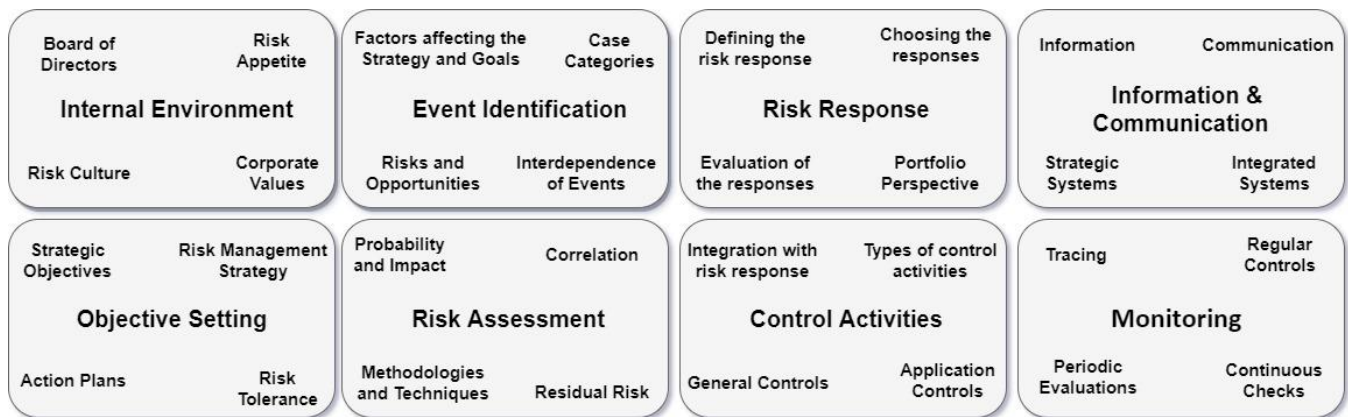 Board of
Directors
Risk
Appetite
Internal Environment
Risk Culture
Corporate
Values
Factors affecting the
Strategy and Goals
Case
Categories
Event Identification
Risks and
Opportunities
Interdependence
of Events
Defining the
risk response
Choosing the
responses
Risk Response
Evaluation of
the responses
Portfolio
Perspective
Information
Communication
Information &
Communication
Strategic
Systems
Integrated
Systems
Strategic
Objectives
Risk Management
Strategy
Objective Setting
Action Plans
Risk
Tolerance
Probability
and Impact
Correlation
Risk Assessment
Methodologies
and Techniques
Residual Risk
Integration with
risk response
Types of control
activities
Control Activities
General Controls
Application
Controls
Tracing
Regular
Controls
Monitoring
Periodic
Evaluations
Continuous
Checks